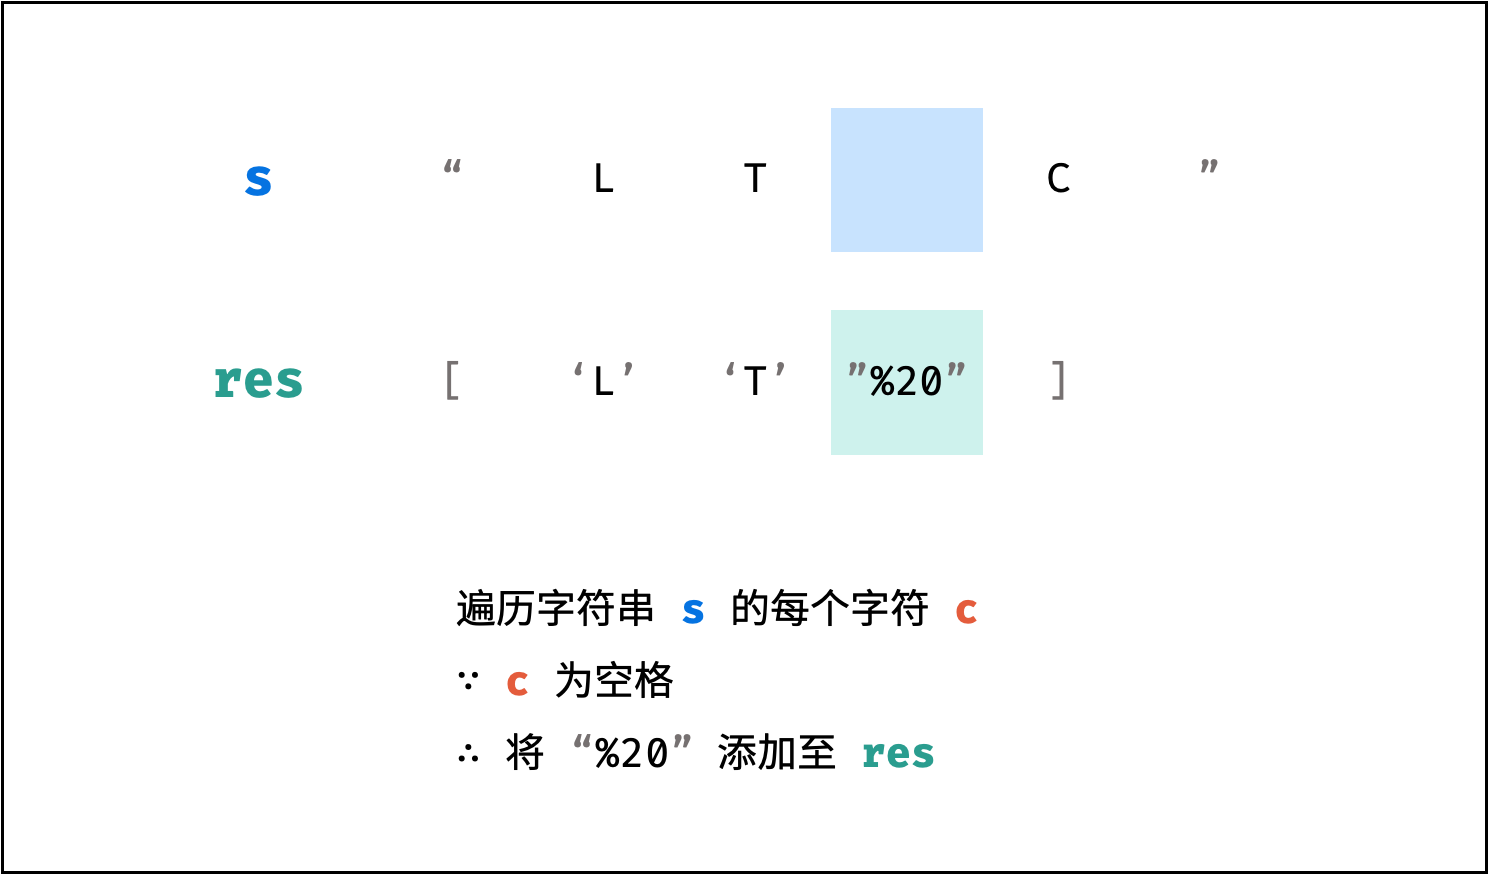 s “ L T C ”
res [ ‘L’ ‘T’ ”%20” ]
遍历字符串 s 的每个字符 c
∵ c 为空格
∴ 将 “%20” 添加至 res